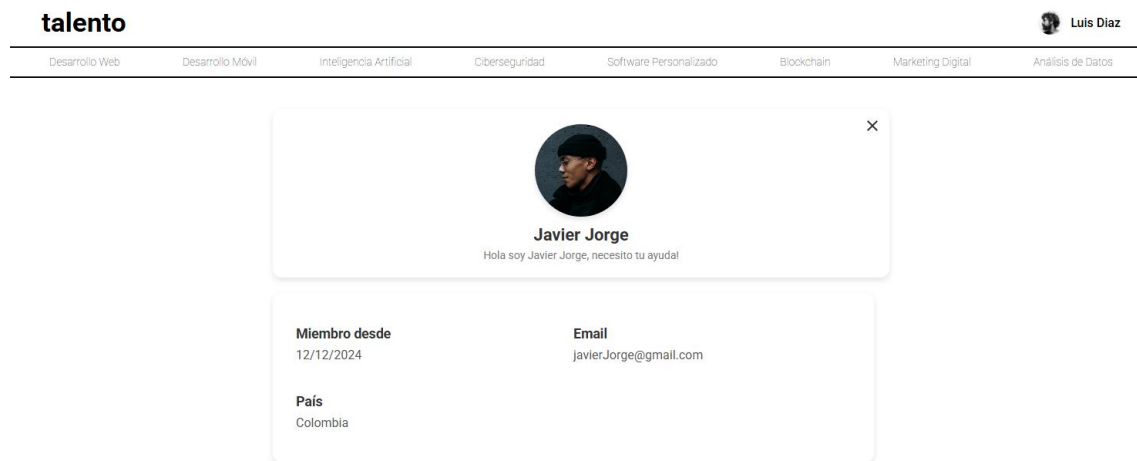 talento
Luis Diaz
Desarrollo Web Desarrollo Móvil Inteligencia Artificial Ciberseguridad Software Personalizado Blockchain Marketing Digital Análisis de Datos
Javier Jorge
Hola soy Javier Jorge, necesito tu ayuda!
Miembro desde
12/12/2024
Email
javierJorge@gmail.com
País
Colombia